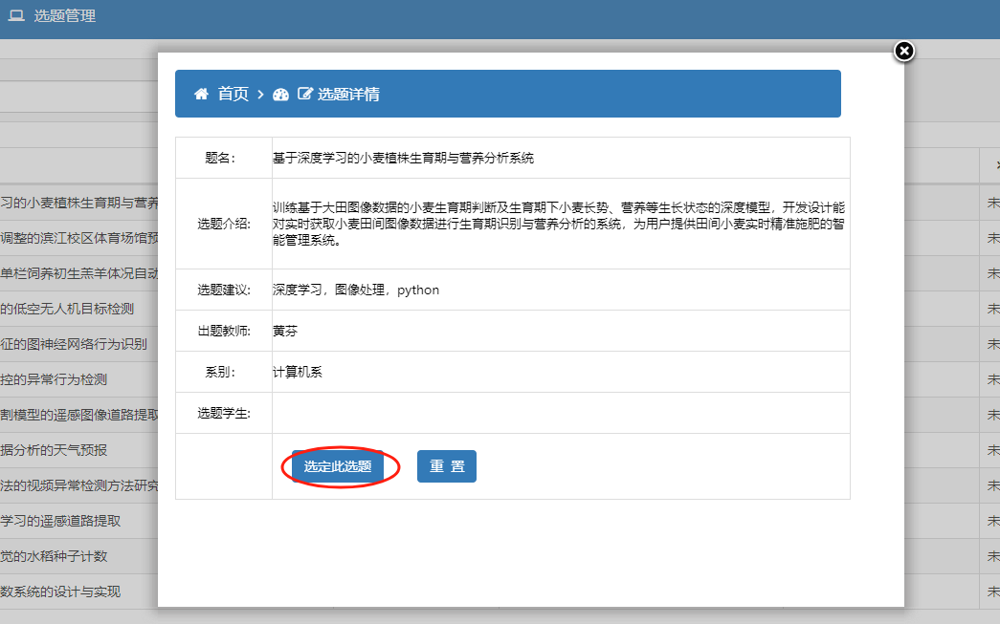 选题管理
首页 > 选题详情
题名： 基于深度学习的小麦植株生育期与营养分析系统
选题介绍: 训练基于大田图像数据的小麦生育期判断及生育期下小麦长势、营养等生长状态的深度模型，开发设计能
对实时获取小麦田间图像数据进行生育期识别与营养分析的系统，为用户提供田间小麦实时精准施肥的智
能管理系统。
选题建议: 深度学习，图像处理，python
出题教师: 黄芬
系别： 计算机系
选题学生:
选定此选题 重 置
习的小麦植株生育期与营养 未
调整的滨江校区体育场馆预 未
单栏饲养初生羔羊体况自动 未
的低空无人机目标检测 未
征的图神经网络行为识别 未
控的异常行为检测 未
割模型的遥感图像道路提取 未
据分析的天气预报 未
法的视频异常检测方法研究 未
学习的遥感道路提取 未
觉的水稻种子计数 未
数系统的设计与实现 未